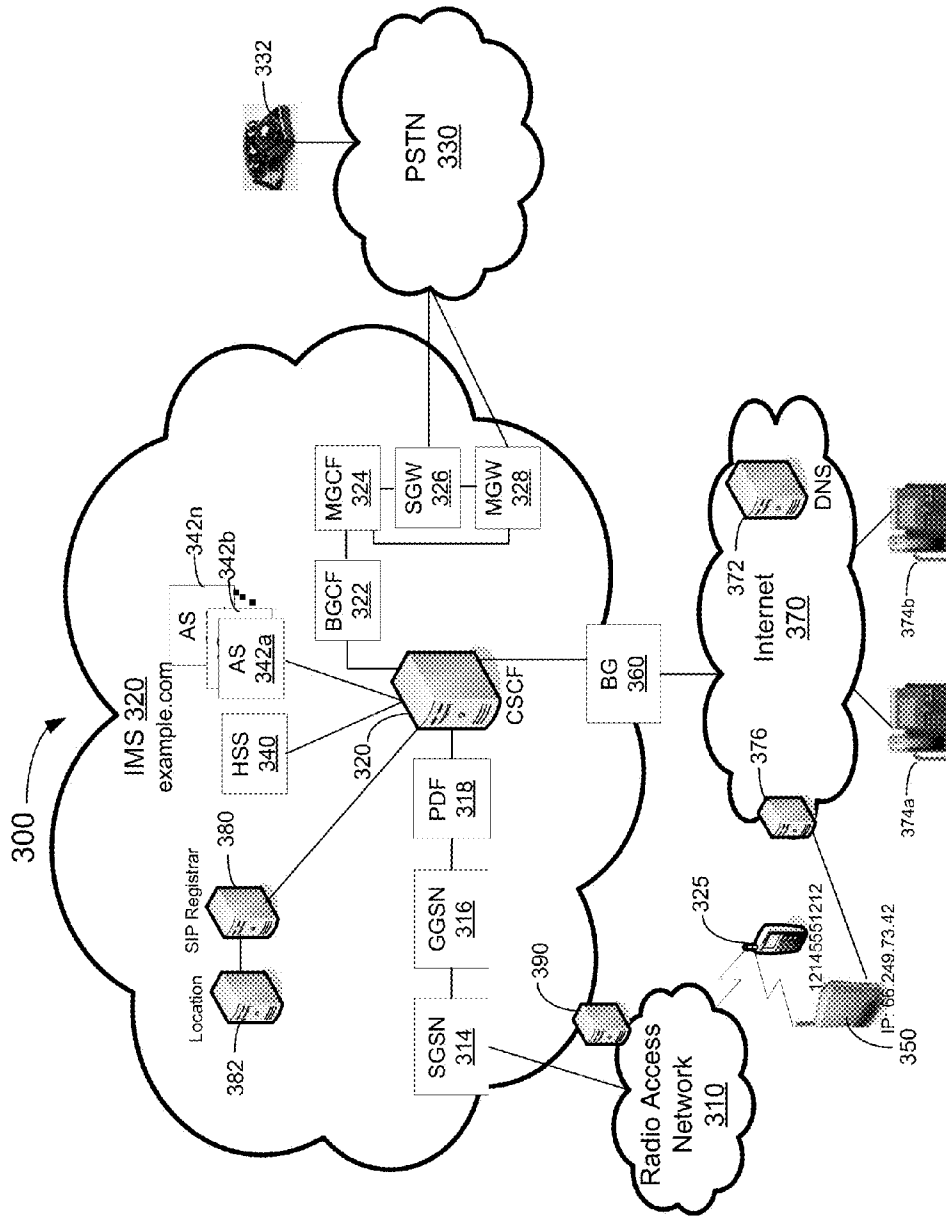 300
IMS 320
example.com
Location
382
SIP Registrar
380
HSS
340
AS
342a
AS
342b
342n
320
CSCF
SGSN
314
GGSN
316
PDF
318
BGCF
322
MGCF
324
SGW
326
MGW
328
PSTN
330
332
390
BG
360
Radio Access
Network
310
325
12145551212
IP: 66.249.73.42
350
376
Internet
370
372
DNS
374a
374b